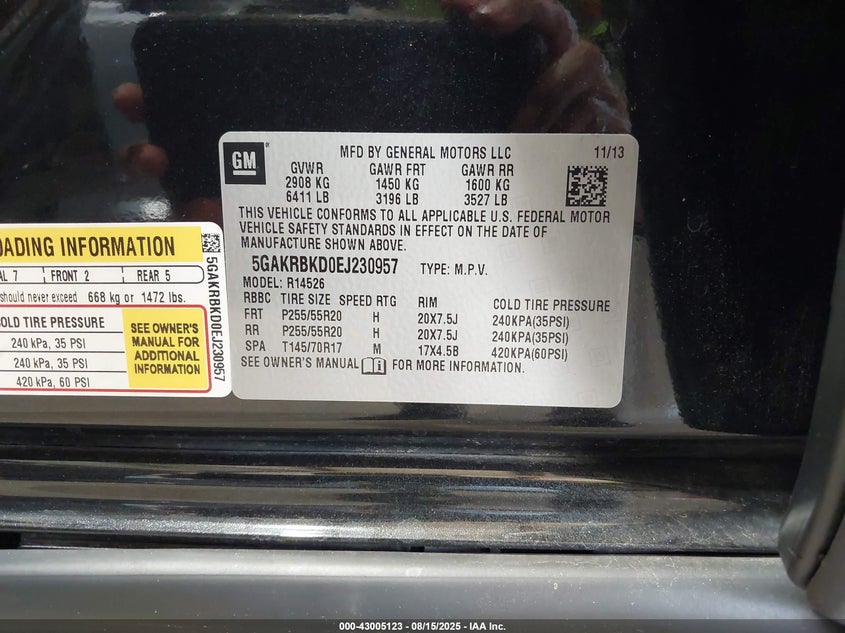 GM
MFD BY GENERAL MOTORS LLC 11/13
GVWR GAWR FRT GAWR RR
2908 KG 1450 KG 1600 KG
6411 LB 3196 LB 3527 LB
THIS VEHICLE CONFORMS TO ALL APPLICABLE U.S. FEDERAL MOTOR
VEHICLE SAFETY STANDARDS IN EFFECT ON THE DATE OF
MANUFACTURE SHOWN ABOVE.
5GAKRBKD0EJ230957 TYPE: M.P.V.
MODEL: R14526
RBBC TIRE SIZE SPEED RTG RIM COLD TIRE PRESSURE
FRT P255/55R20 H 20X7.5J 240KPA(35PSI)
RR P255/55R20 H 20X7.5J 240KPA(35PSI)
SPA T145/70R17 M 17X4.5B 420KPA(60PSI)
SEE OWNER'S MANUAL FOR MORE INFORMATION.
OADING INFORMATION
AL 7 FRONT 2 REAR 5
should never exceed 668 kg or 1472 lbs.
COLD TIRE PRESSURE
240 kPa, 35 PSI
240 kPa, 35 PSI
420 kPa, 60 PSI
SEE OWNER'S
MANUAL FOR
ADDITIONAL
INFORMATION
5GAKRBKD0EJ230957
000-43005123 - 08/15/2025 - IAA Inc.